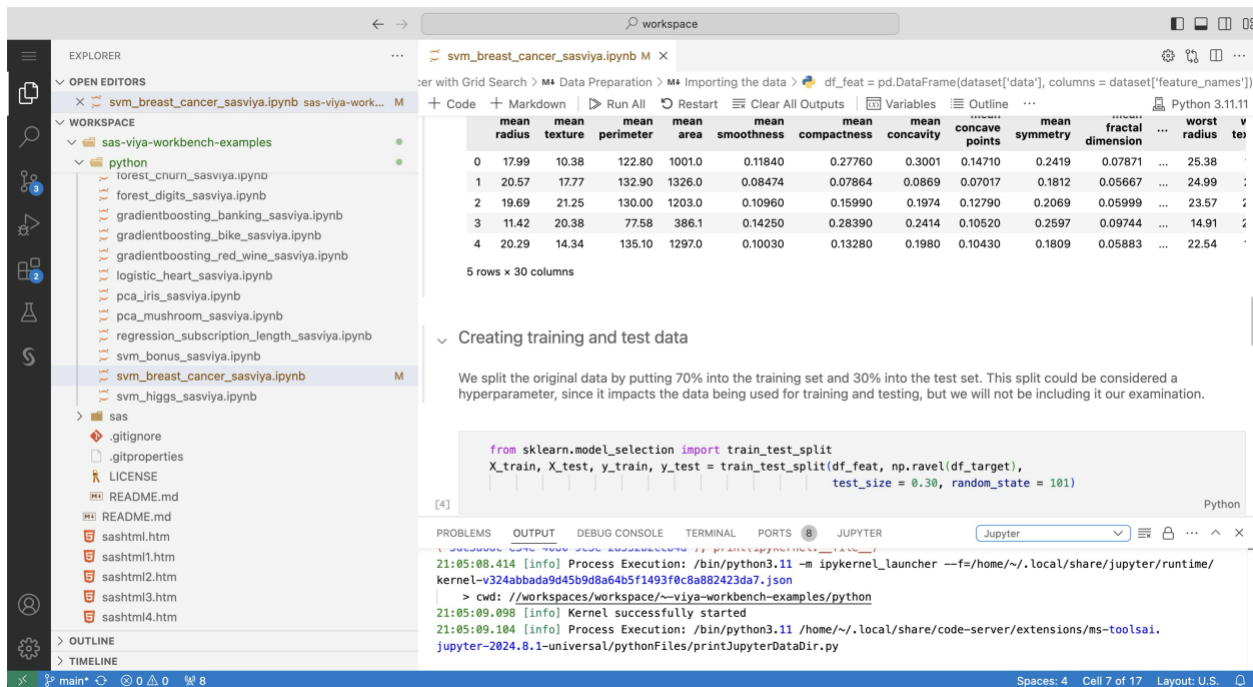 workspace
EXPLORER
OPEN EDITORS
svm_breast_cancer_sasviya.ipynb sas-viya-work... M
WORKSPACE
sas-viya-workbench-examples
python
forest_churn_sasviya.ipynb
forest_digits_sasviya.ipynb
gradientboosting_banking_sasviya.ipynb
gradientboosting_bike_sasviya.ipynb
gradientboosting_red_wine_sasviya.ipynb
logistic_heart_sasviya.ipynb
pca_iris_sasviya.ipynb
pca_mushroom_sasviya.ipynb
regression_subscription_length_sasviya.ipynb
svm_bonus_sasviya.ipynb
svm_breast_cancer_sasviya.ipynb M
svm_higgs_sasviya.ipynb
sas
.gitignore
.gitproperties
LICENSE
README.md
README.md
sashtml.htm
sashtml1.htm
sashtml2.htm
sashtml3.htm
sashtml4.htm
OUTLINE
TIMELINE
3
2
svm_breast_cancer_sasviya.ipynb M
cer with Grid Search > M↓ Data Preparation > M↓ Importing the data > df_feat = pd.DataFrame(dataset['data'], columns = dataset['feature_names'])
+ Code + Markdown Run All Restart Clear All Outputs Variables Outline ... Python 3.11.11
mean radius mean texture mean perimeter mean area mean smoothness mean compactness mean concavity mean concave points mean symmetry mean fractal dimension ... worst radius
0 17.99 10.38 122.80 1001.0 0.11840 0.27760 0.3001 0.14710 0.2419 0.07871 ... 25.38
1 20.57 17.77 132.90 1326.0 0.08474 0.07864 0.0869 0.07017 0.1812 0.05667 ... 24.99
2 19.69 21.25 130.00 1203.0 0.10960 0.15990 0.1974 0.12790 0.2069 0.05999 ... 23.57
3 11.42 20.38 77.58 386.1 0.14250 0.28390 0.2414 0.10520 0.2597 0.09744 ... 14.91
4 20.29 14.34 135.10 1297.0 0.10030 0.13280 0.1980 0.10430 0.1809 0.05883 ... 22.54
5 rows × 30 columns
Creating training and test data
We split the original data by putting 70% into the training set and 30% into the test set. This split could be considered a
hyperparameter, since it impacts the data being used for training and testing, but we will not be including it our examination.
from sklearn.model_selection import train_test_split
X_train, X_test, y_train, y_test = train_test_split(df_feat, np.ravel(df_target),
test_size = 0.30, random_state = 101)
[4] Python
PROBLEMS OUTPUT DEBUG CONSOLE TERMINAL PORTS 8 JUPYTER Jupyter
21:05:08.414 [info] Process Execution: /bin/python3.11 -m ipykernel_launcher --f=/home/~/.local/share/jupyter/runtime/
kernel-v324abbada9d45b9d8a64b5f1493f0c8a882423da7.json
> cwd: //workspaces/workspace/~-viya-workbench-examples/python
21:05:09.098 [info] Kernel successfully started
21:05:09.104 [info] Process Execution: /bin/python3.11 /home/~/.local/share/code-server/extensions/ms-toolsai.
jupyter-2024.8.1-universal/pythonFiles/printJupyterDataDir.py
main* 0 0 8 Spaces: 4 Cell 7 of 17 Layout: U.S.